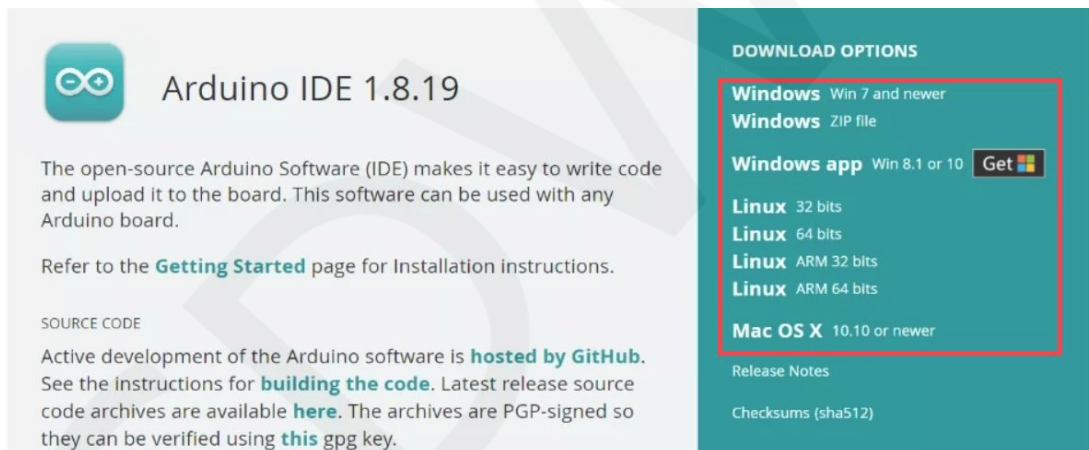 Arduino IDE 1.8.19
The open-source Arduino Software (IDE) makes it easy to write code
and upload it to the board. This software can be used with any
Arduino board.
Refer to the Getting Started page for Installation instructions.
SOURCE CODE
Active development of the Arduino software is hosted by GitHub.
See the instructions for building the code. Latest release source
code archives are available here. The archives are PGP-signed so
they can be verified using this gpg key.
DOWNLOAD OPTIONS
Windows Win 7 and newer
Windows ZIP file
Windows app Win 8.1 or 10 Get
Linux 32 bits
Linux 64 bits
Linux ARM 32 bits
Linux ARM 64 bits
Mac OS X 10.10 or newer
Release Notes
Checksums (sha512)